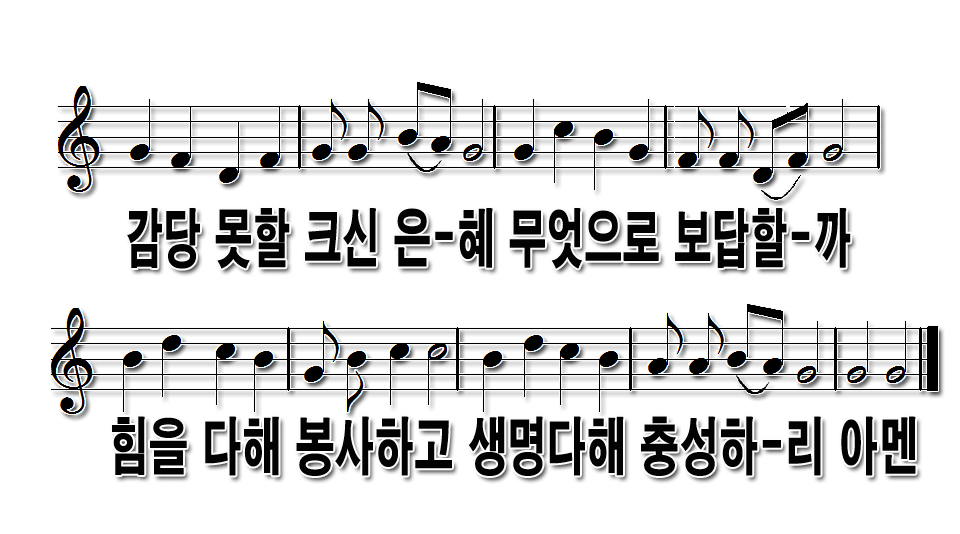 감당 못할 크신 은-혜 무엇으로 보답할-까
힘을 다해 봉사하고 생명다해 충성하-리 아멘